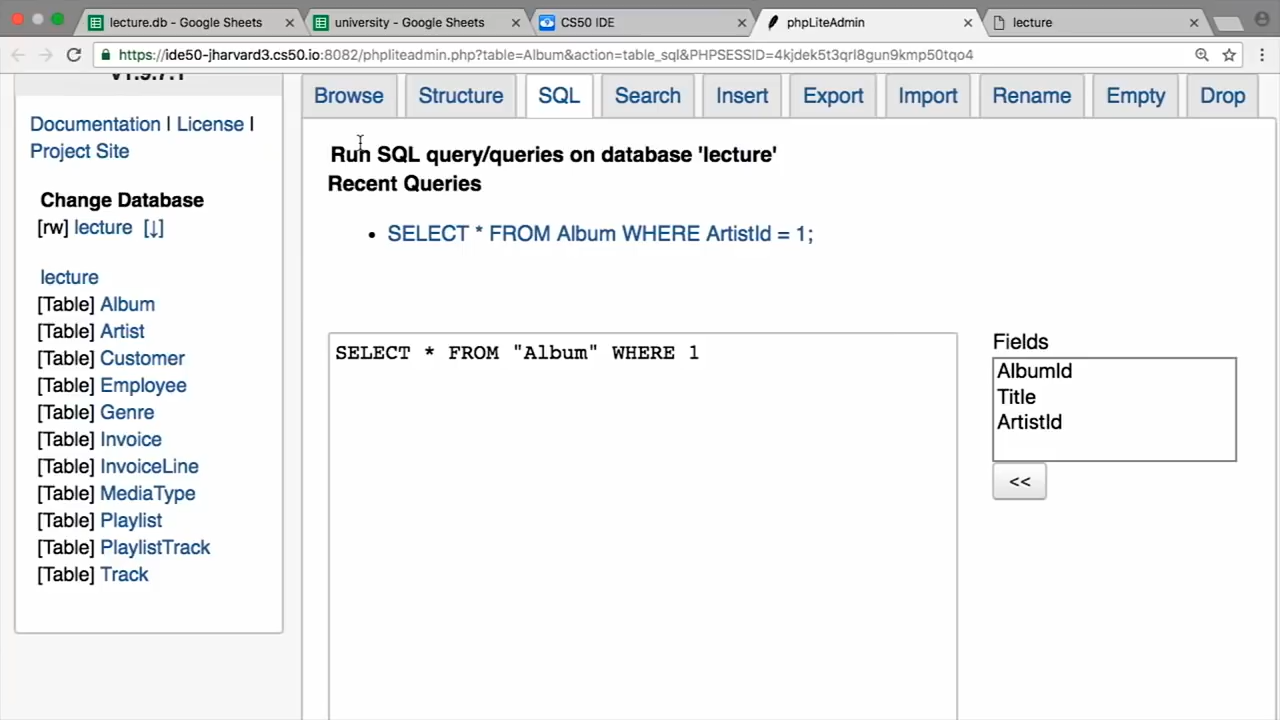 lecture.db - Google Sheets
university - Google Sheets
CS50 IDE
phpLiteAdmin
lecture
https://ide50-jharvard3.cs50.io:8082/phpliteadmin.php?table=Album&action=table_sql&PHPSESSID=4kjdek5t3qrl8gun9kmp50tqo4
v1.9.7.1
Documentation | License |
Project Site
Change Database
[rw] lecture [↓]
lecture
[Table] Album
[Table] Artist
[Table] Customer
[Table] Employee
[Table] Genre
[Table] Invoice
[Table] InvoiceLine
[Table] MediaType
[Table] Playlist
[Table] PlaylistTrack
[Table] Track
Browse Structure SQL Search Insert Export Import Rename Empty Drop
Run SQL query/queries on database 'lecture'
Recent Queries
• SELECT * FROM Album WHERE ArtistId = 1;
SELECT * FROM "Album" WHERE 1
Fields
AlbumId
Title
ArtistId
<<